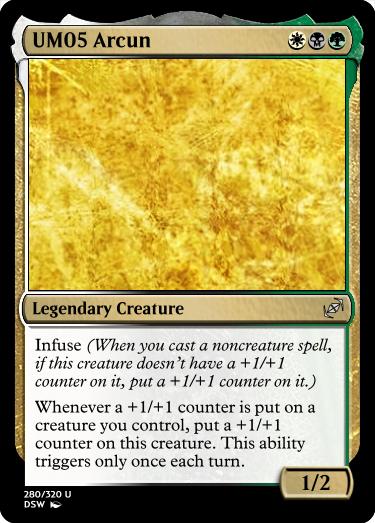 UM05 Arcun
Legendary Creature
Infuse (When you cast a noncreature spell,
if this creature doesn't have a +1/+1
counter on it, put a +1/+1 counter on it.)
Whenever a +1/+1 counter is put on a
creature you control, put a +1/+1
counter on this creature. This ability
triggers only once each turn.
1/2
280/320 U
DSW